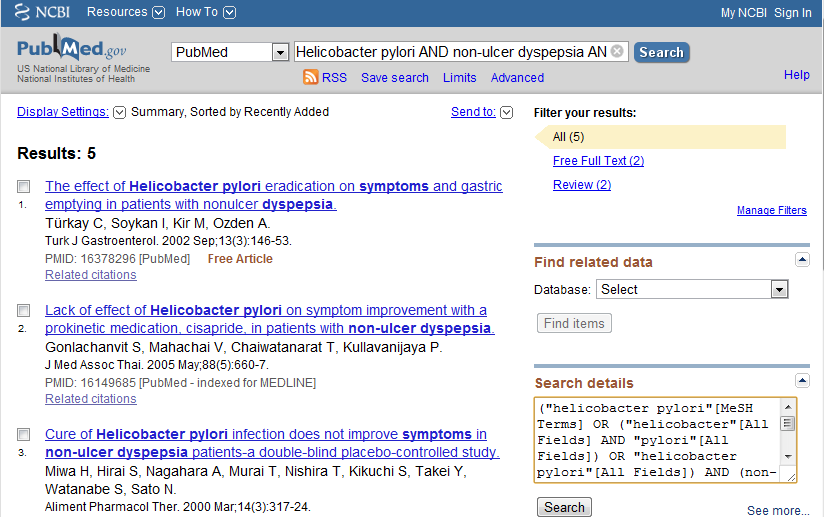 NCBI Resources How To My NCBI Sign In
PubMed.gov
US National Library of Medicine
National Institutes of Health
PubMed Helicobacter pylori AND non-ulcer dyspepsia AN Search
RSS Save search Limits Advanced
Help
Display Settings: Summary, Sorted by Recently Added Send to:
Results: 5
1. The effect of Helicobacter pylori eradication on symptoms and gastric
emptying in patients with nonulcer dyspepsia.
Türkay C, Soykan I, Kir M, Ozden A.
Turk J Gastroenterol. 2002 Sep;13(3):146-53.
PMID: 16378296 [PubMed] Free Article
Related citations
2. Lack of effect of Helicobacter pylori on symptom improvement with a
prokinetic medication, cisapride, in patients with non-ulcer dyspepsia.
Gonlachanvit S, Mahachai V, Chaiwatanarat T, Kullavanijaya P.
J Med Assoc Thai. 2005 May;88(5):660-7.
PMID: 16149685 [PubMed - indexed for MEDLINE]
Related citations
3. Cure of Helicobacter pylori infection does not improve symptoms in
non-ulcer dyspepsia patients-a double-blind placebo-controlled study.
Miwa H, Hirai S, Nagahara A, Murai T, Nishira T, Kikuchi S, Takei Y,
Watanabe S, Sato N.
Aliment Pharmacol Ther. 2000 Mar;14(3):317-24.
Filter your results:
All (5)
Free Full Text (2)
Review (2)
Manage Filters
Find related data
Database: Select
Find items
Search details
("helicobacter pylori"[MeSH
Terms] OR ("helicobacter"[All
Fields] AND "pylori"[All
Fields]) OR "helicobacter
pylori"[All Fields]) AND (non-
Search
See more...